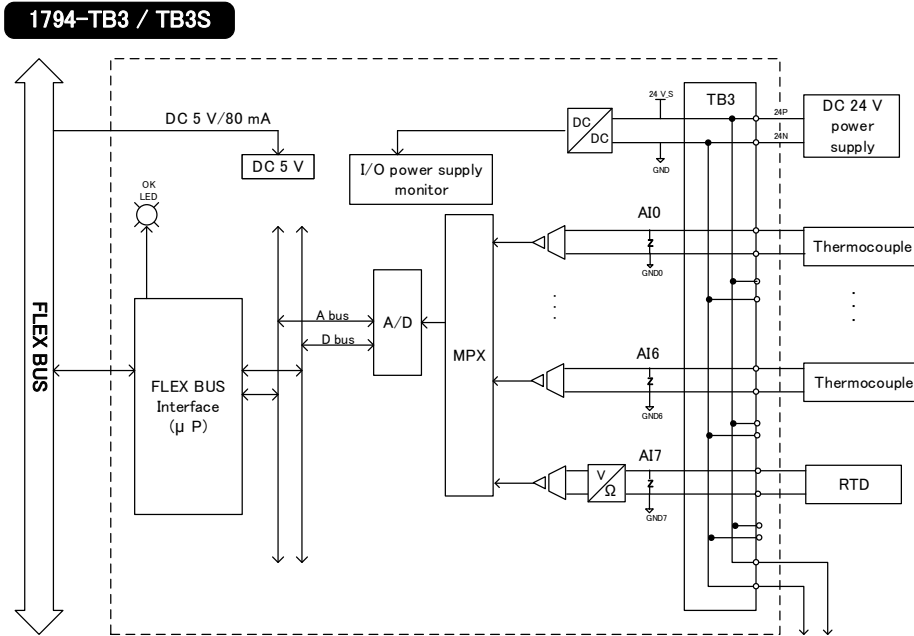 1794-TB3 / TB3S
DC 5 V/80 mA
DC 5 V
OK
LED
I/O power supply
monitor
DC
DC
24 V_S
GND
TB3
24P
24N
DC 24 V
power
supply
FLEX BUS
FLEX BUS
Interface
(μ P)
A bus
D bus
A/D
MPX
AI0
GND0
Thermocouple
AI6
GND6
Thermocouple
AI7
V
Ω
GND7
RTD